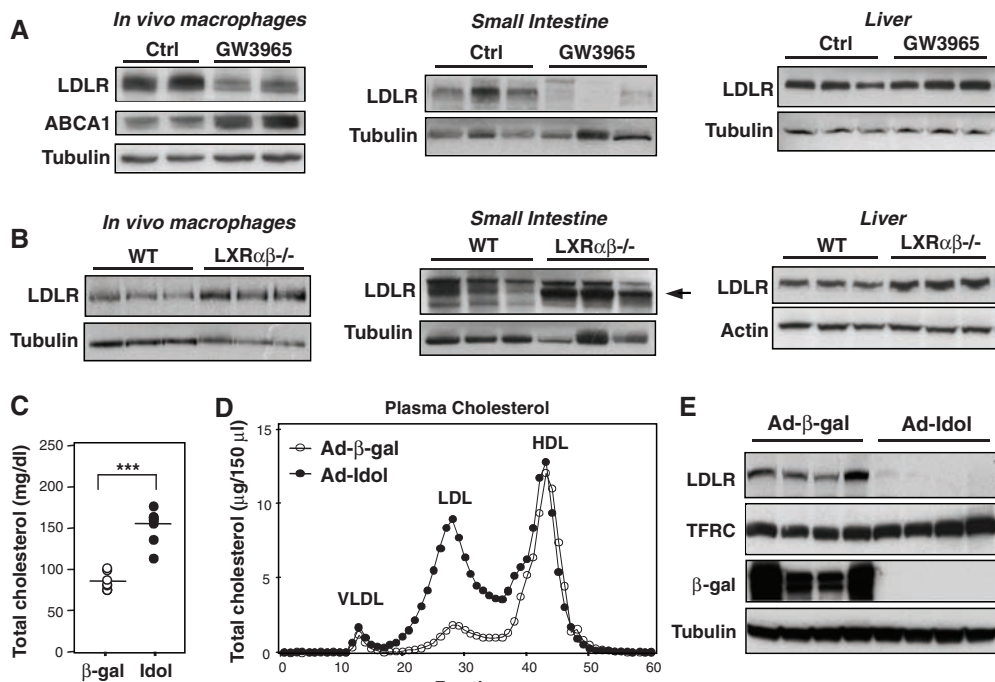 A
In vivo macrophages
Ctrl GW3965
LDLR
ABCA1
Tubulin
Small Intestine
Ctrl GW3965
LDLR
Tubulin
Liver
Ctrl GW3965
LDLR
Tubulin
B
In vivo macrophages
WT LXRαβ-/-
LDLR
Tubulin
Small Intestine
WT LXRαβ-/-
LDLR
Tubulin
Liver
WT LXRαβ-/-
LDLR
Actin
C
Total cholesterol (mg/dl)
250
200
150
100
50
0
***
β-gal Idol
D
Plasma Cholesterol
Total cholesterol (μg/150 μl)
15
10
5
0
Ad-β-gal
Ad-Idol
VLDL
LDL
HDL
0 10 20 30 40 50 60
E
Ad-β-gal Ad-Idol
LDLR
TFRC
β-gal
Tubulin